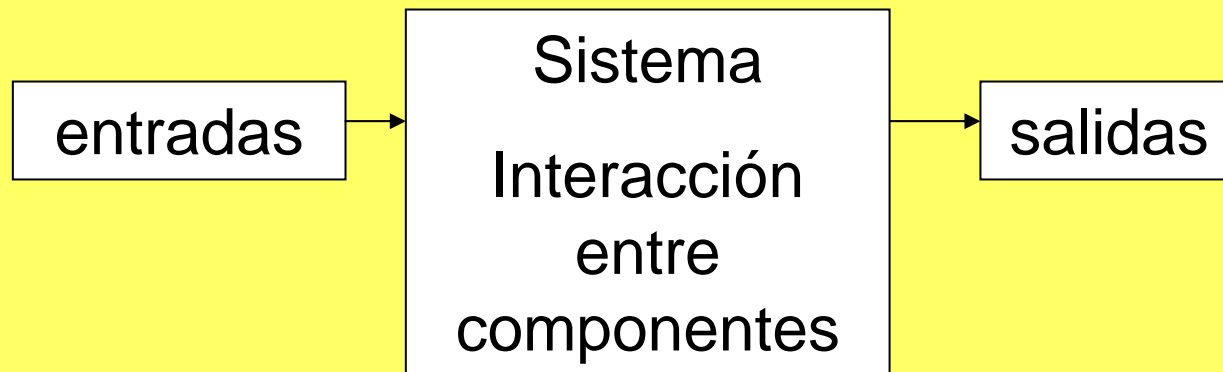 entradas
Sistema
Interacción
entre
componentes
salidas